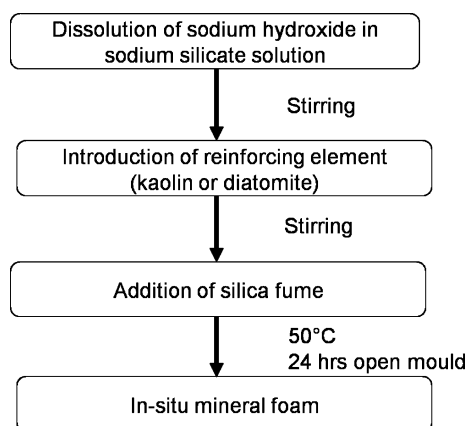 Dissolution of sodium hydroxide in
sodium silicate solution
Stirring
Introduction of reinforcing element
(kaolin or diatomite)
Stirring
Addition of silica fume
50°C
24 hrs open mould
In-situ mineral foam